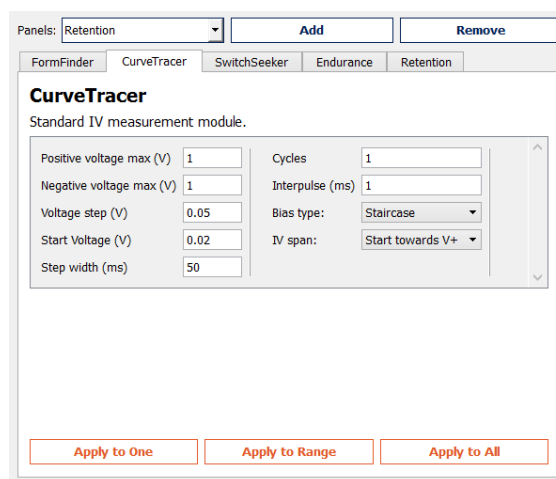 Panels: Retention Add Remove
FormFinder CurveTracer SwitchSeeker Endurance Retention
CurveTracer
Standard IV measurement module.
Positive voltage max (V) 1 Cycles 1
Negative voltage max (V) 1 Interpulse (ms) 1
Voltage step (V) 0.05 Bias type: Staircase
Start Voltage (V) 0.02 IV span: Start towards V+
Step width (ms) 50
Apply to One Apply to Range Apply to All